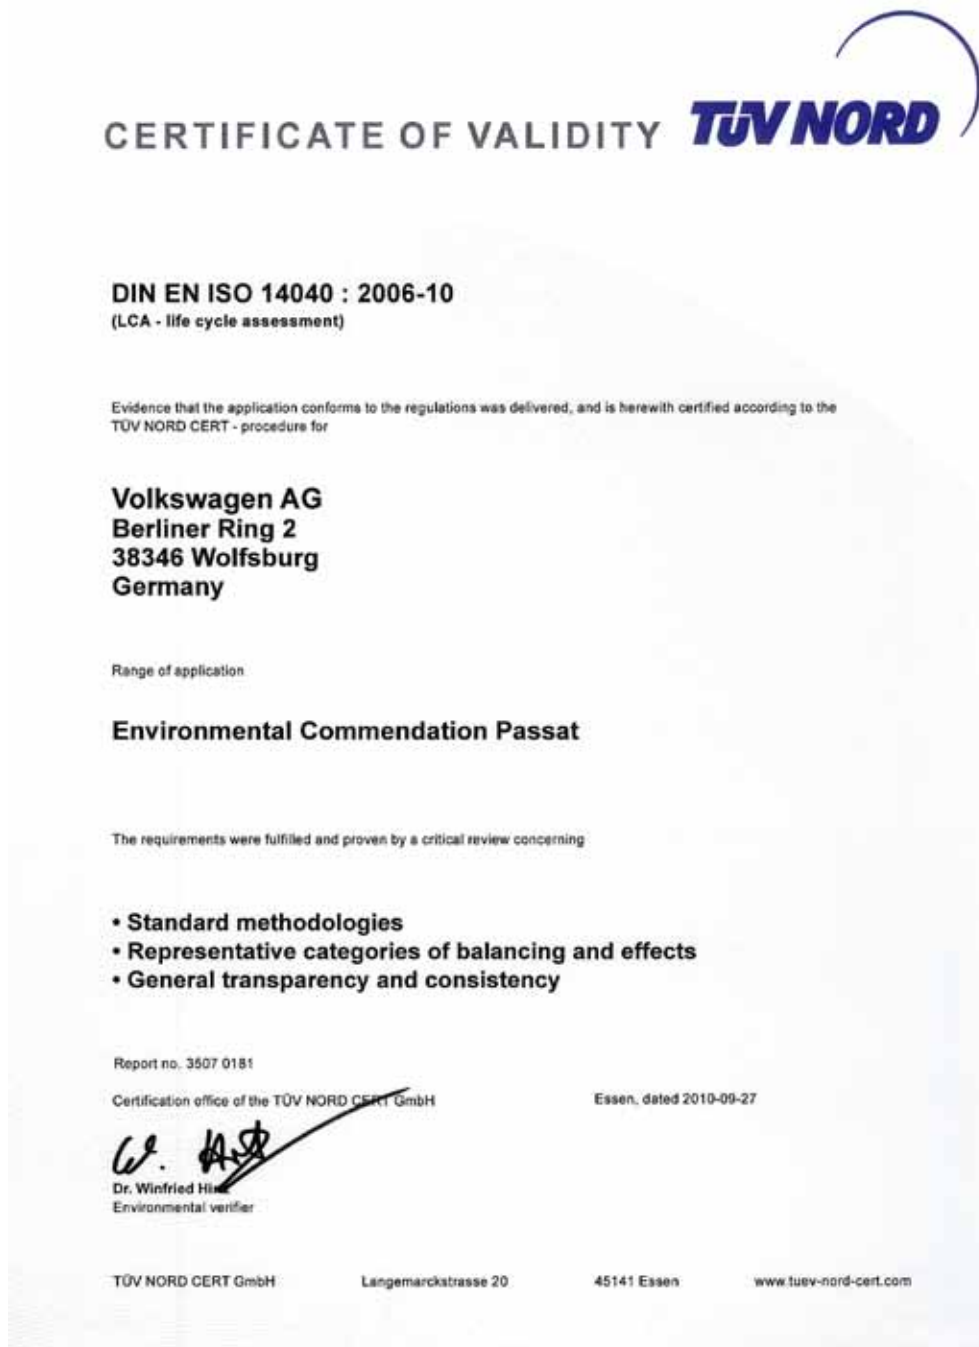 CERTIFICATE OF VALIDITY TÜV NORD
DIN EN ISO 14040 : 2006-10
(LCA - life cycle assessment)
Evidence that the application conforms to the regulations was delivered, and is herewith certified according to the
TÜV NORD CERT - procedure for
Volkswagen AG
Berliner Ring 2
38346 Wolfsburg
Germany
Range of application
Environmental Commendation Passat
The requirements were fulfilled and proven by a critical review concerning
• Standard methodologies
• Representative categories of balancing and effects
• General transparency and consistency
Report no. 3507 0181
Certification office of the TÜV NORD CERT GmbH Essen, dated 2010-09-27
W.
Dr. Winfried
Environmental verifier
TÜV NORD CERT GmbH Langemarckstrasse 20 45141 Essen www.tuev-nord-cert.com